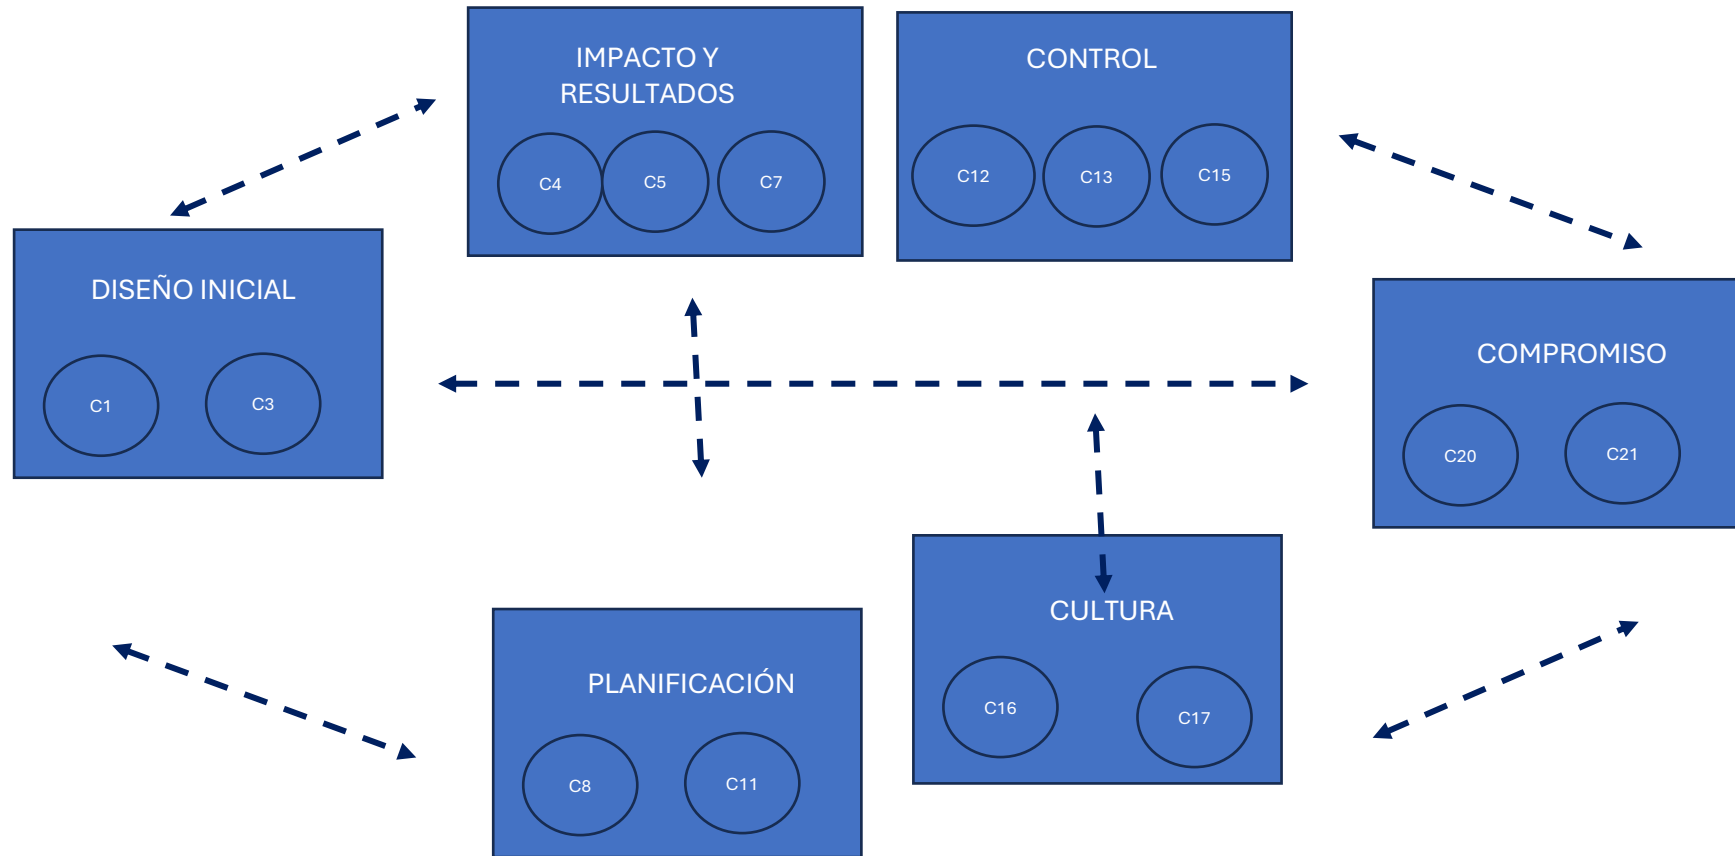 IMPACTO Y
RESULTADOS
C4 C5 C7
CONTROL
C12 C13 C15
DISEÑO INICIAL
C1 C3
COMPROMISO
C20 C21
PLANIFICACIÓN
C8 C11
CULTURA
C16 C17